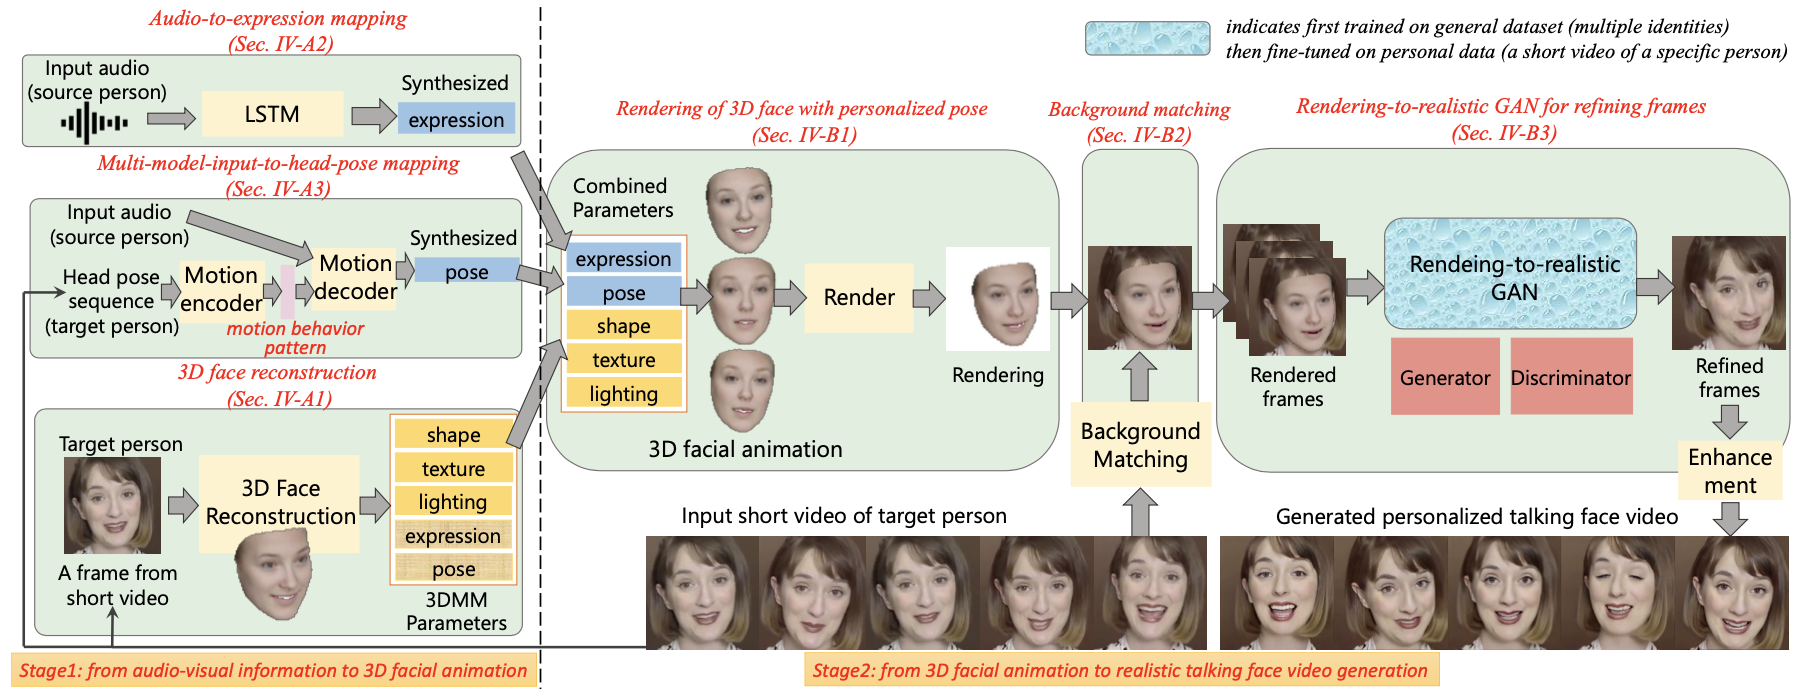 Audio-to-expression mapping
(Sec. IV-A2)
Input audio
(source person)
LSTM
Synthesized
expression
Multi-model-input-to-head-pose mapping
(Sec. IV-A3)
Input audio
(source person)
Head pose
sequence
(target person)
Motion
encoder
motion behavior
pattern
Motion
decoder
Synthesized
pose
3D face reconstruction
(Sec. IV-A1)
Target person
A frame from
short video
3D Face
Reconstruction
shape
texture
lighting
expression
pose
3DMM
Parameters
Stage1: from audio-visual information to 3D facial animation
indicates first trained on general dataset (multiple identities)
then fine-tuned on personal data (a short video of a specific person)
Rendering of 3D face with personalized pose
(Sec. IV-B1)
Combined
Parameters
expression
pose
shape
texture
lighting
3D facial animation
Render
Rendering
Background matching
(Sec. IV-B2)
Background
Matching
Rendering-to-realistic GAN for refining frames
(Sec. IV-B3)
Rendered
frames
Rendeing-to-realistic
GAN
Generator
Discriminator
Refined
frames
Enhance
ment
Input short video of target person
Generated personalized talking face video
Stage2: from 3D facial animation to realistic talking face video generation